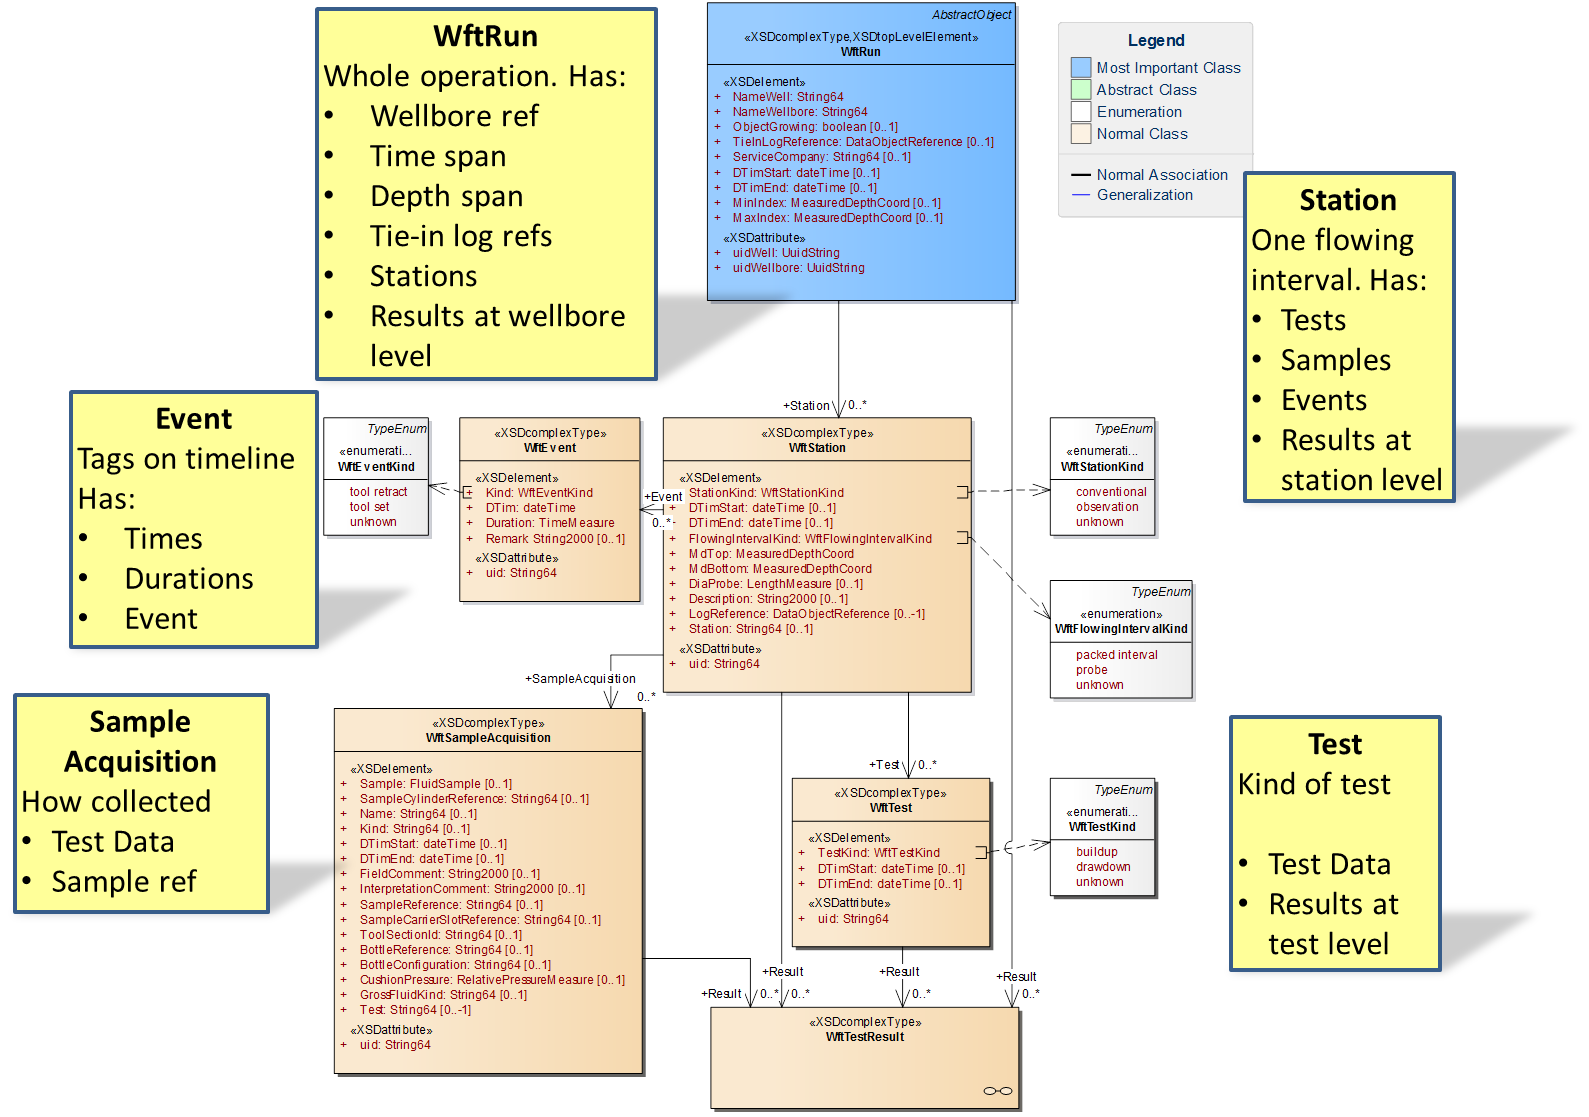 WftRun
Whole operation. Has:
• Wellbore ref
• Time span
• Depth span
• Tie-in log refs
• Stations
• Results at wellbore
level
AbstractObject
«XSDcomplexType,XSDtopLevelElement»
WftRun
«XSDelement»
+ NameWell: String64
+ NameWellbore: String64
+ ObjectGrowing: boolean [0..1]
+ TieInLogReference: DataObjectReference [0..1]
+ ServiceCompany: String64 [0..1]
+ DTimStart: dateTime [0..1]
+ DTimEnd: dateTime [0..1]
+ MinIndex: MeasuredDepthCoord [0..1]
+ MaxIndex: MeasuredDepthCoord [0..1]
«XSDattribute»
+ uidWell: UuidString
+ uidWellbore: UuidString
Legend
Most Important Class
Abstract Class
Enumeration
Normal Class
Normal Association
Generalization
Station
One flowing
interval. Has:
• Tests
• Samples
• Events
• Results at
station level
Event
Tags on timeline
Has:
• Times
• Durations
• Event
TypeEnum
«enumerati...
WftEventKind
tool retract
tool set
unknown
«XSDcomplexType»
WftEvent
«XSDelement»
+ Kind: WftEventKind
+ DTim: dateTime
+ Duration: TimeMeasure
+ Remark String2000 [0..1]
«XSDattribute»
+ uid: String64
+Event
0..*
+Station
0..*
«XSDcomplexType»
WftStation
«XSDelement»
StationKind: WftStationKind
+ DTimStart: dateTime [0..1]
- DTimEnd: dateTime [0..1]
+ FlowingIntervalKind: WftFlowingIntervalKind
+ MdTop: MeasuredDepthCoord
+ MdBottom: MeasuredDepthCoord
+ DiaProbe: LengthMeasure [0..1]
+ Description: String2000 [0..1]
+ LogReference: DataObjectReference [0..-1]
+ Station: String64 [0..1]
«XSDattribute»
+ uid: String64
TypeEnum
«enumerati...
WftStationKind
conventional
observation
unknown
TypeEnum
«enumeration»
WftFlowingIntervalKind
packed interval
probe
unknown
Sample
Acquisition
How collected
• Test Data
• Sample ref
+SampleAcquisition
0..*
«XSDcomplexType»
WftSampleAcquisition
«XSDelement»
+ Sample: FluidSample [0..1]
+ SampleCylinderReference: String64 [0..1]
+ Name: String64 [0..1]
+ Kind: String64 [0..1]
+ DTimStart: dateTime [0..1]
+ DTimEnd: dateTime [0..1]
+ FieldComment: String2000 [0..1]
+ InterpretationComment: String2000 [0..1]
+ SampleReference: String64 [0..1]
+ SampleCarrierSlotReference: String64 [0..1]
+ ToolSectionId: String64 [0..1]
+ BottleReference: String64 [0..1]
+ BottleConfiguration: String64 [0..1]
+ CushionPressure: RelativePressureMeasure [0..1]
+ GrossFluidKind: String64 [0..1]
+ Test: String64 [0..-1]
«XSDattribute»
+ uid: String64
+Test
0..*
«XSDcomplexType»
WftTest
«XSDelement»
+ TestKind: WftTestKind
+ DTimStart: dateTime [0..1]
+ DTimEnd: dateTime [0..1]
«XSDattribute»
+ uid: String64
TypeEnum
«enumerati...
WftTestKind
buildup
drawdown
unknown
Test
Kind of test
• Test Data
• Results at
test level
+Result
0..*
+Result
0..*
+Result
0..*
+Result
0..*
«XSDcomplexType»
WftTestResult